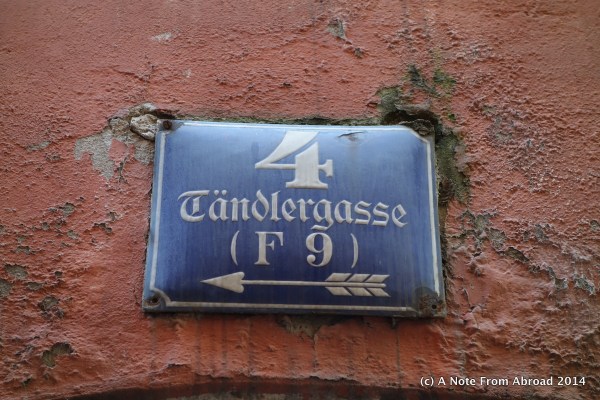 4
Tändlergasse
( F 9 )
(c) A Note From Abroad 2014